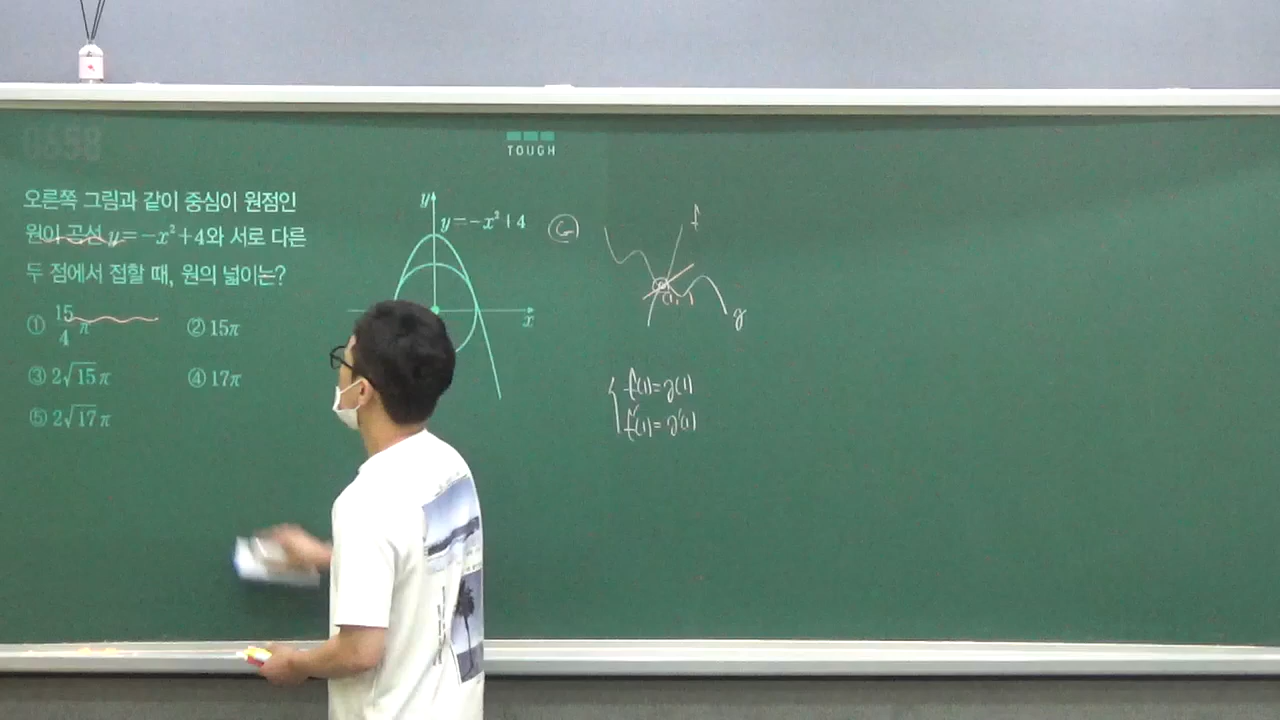 0658
TOUGH
오른쪽 그림과 같이 중심이 원점인
원이 곡선 y=-x²+4와 서로 다른
두 점에서 접할 때, 원의 넓이는?
① 15/4 π
② 15π
③ 2√15π
④ 17π
⑤ 2√17π
y
y=-x²+4
x
f
g
f(1)=g(1)
f'(1)=g'(1)